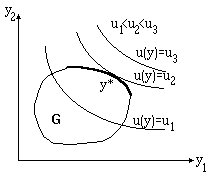 y₂
u₁<u₂<u₃
u(y)=u₃
u(y)=u₂
y*
G
u(y)=u₁
y₁